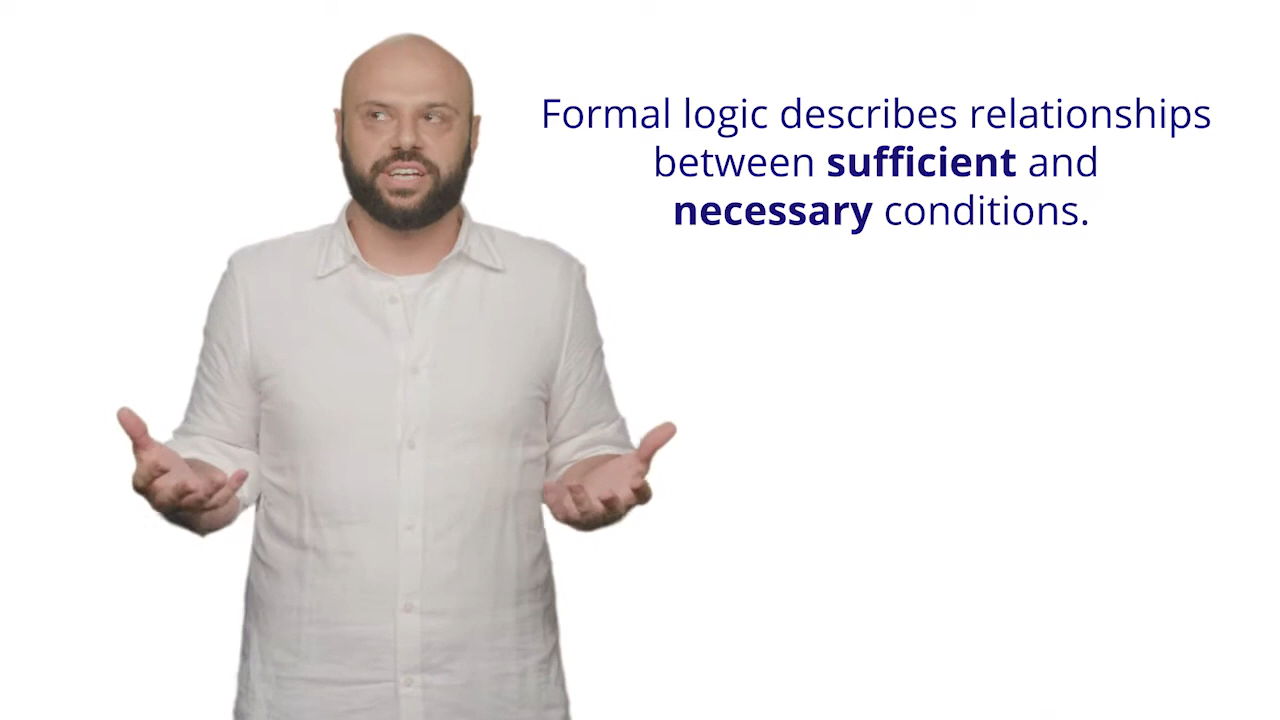 Formal logic describes relationships
between sufficient and
necessary conditions.